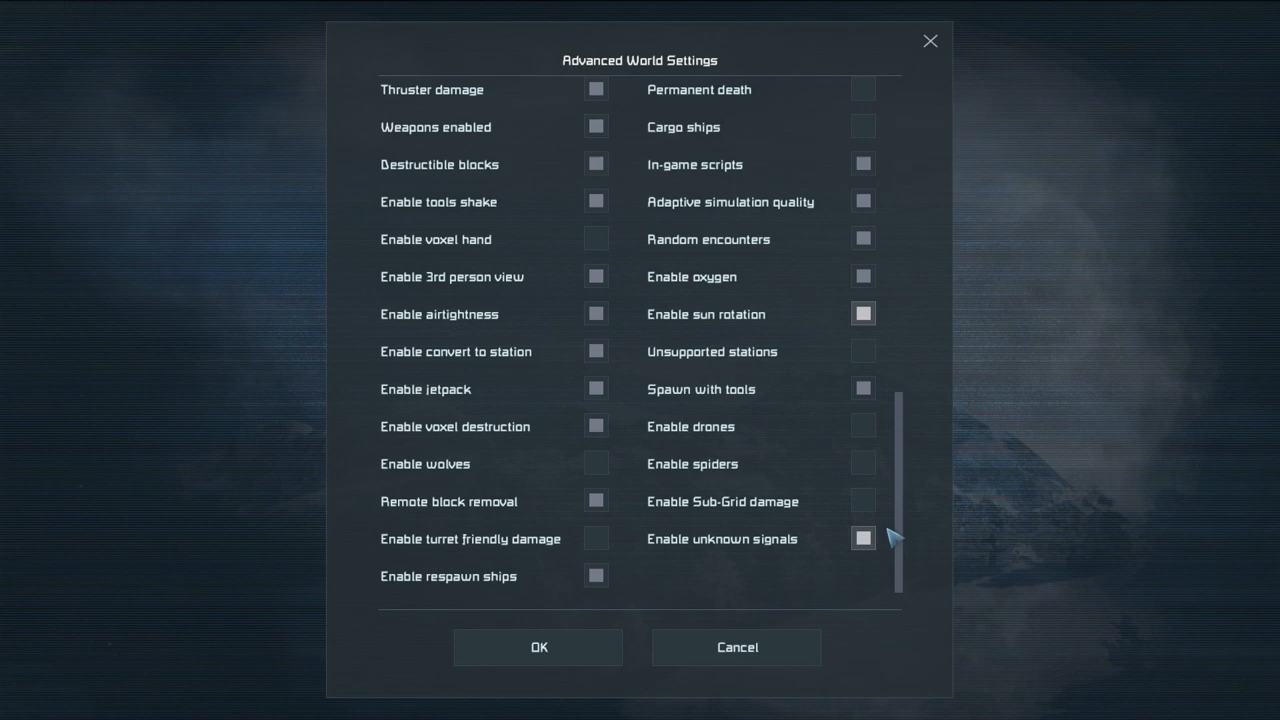 Advanced World Settings
Thruster damage Permanent death
Weapons enabled Cargo ships
Destructible blocks In-game scripts
Enable tools shake Adaptive simulation quality
Enable voxel hand Random encounters
Enable 3rd person view Enable oxygen
Enable airtightness Enable sun rotation
Enable convert to station Unsupported stations
Enable jetpack Spawn with tools
Enable voxel destruction Enable drones
Enable wolves Enable spiders
Remote block removal Enable Sub-Grid damage
Enable turret friendly damage Enable unknown signals
Enable respawn ships
OK Cancel